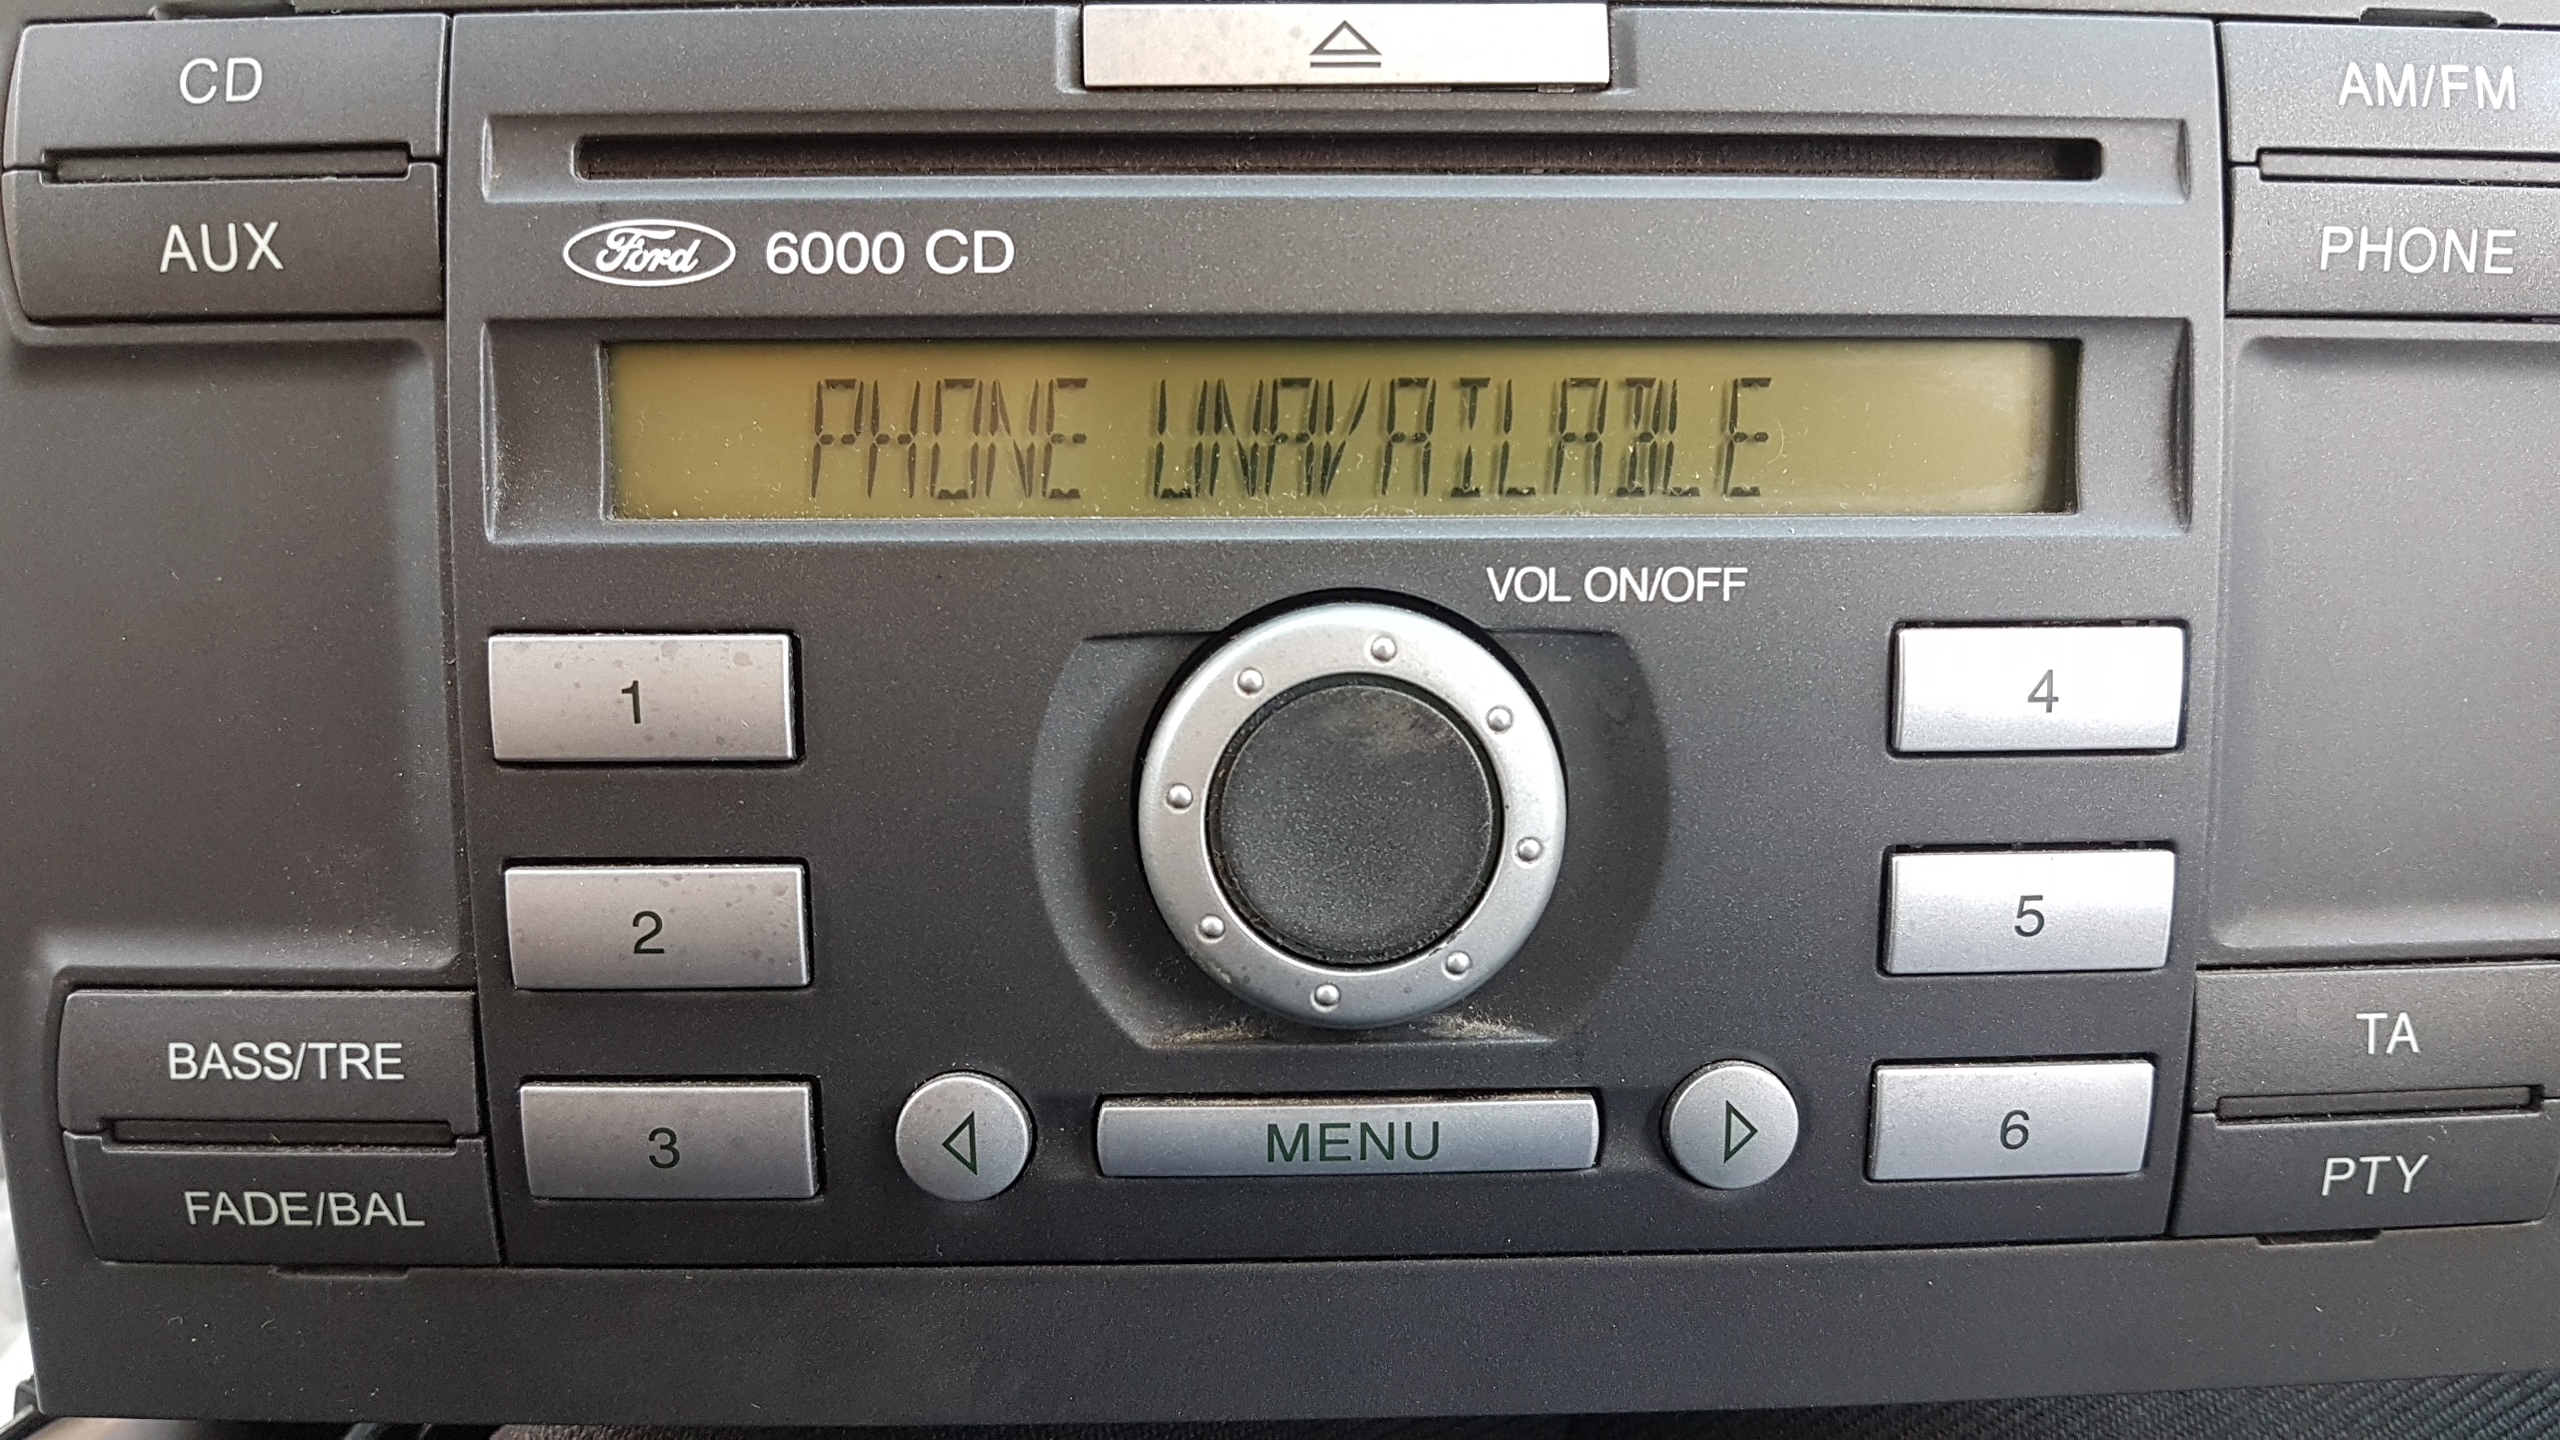 CD
AM/FM
AUX
Ford 6000 CD
PHONE
PHONE UNAVAILABLE
VOL ON/OFF
1
4
2
5
BASS/TRE
TA
3
MENU
6
FADE/BAL
PTY